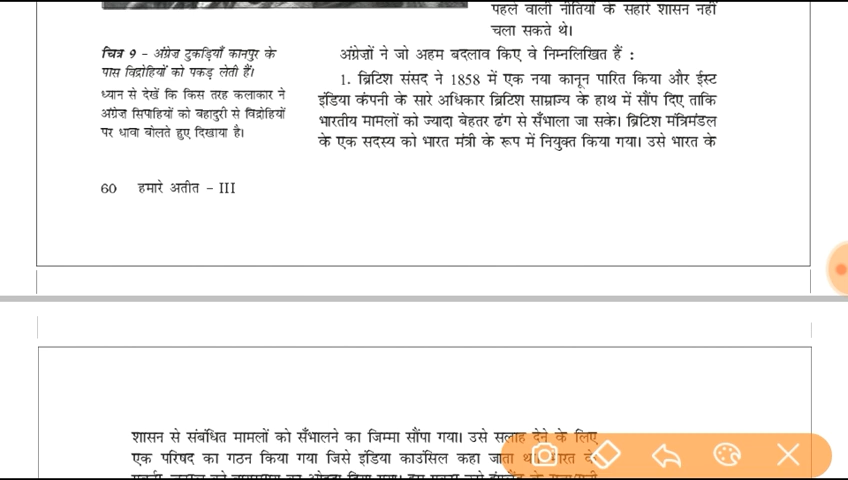 पहले वाली नीतियों के सहारे शासन नहीं
चला सकते थे।
चित्र 9 – अंग्रेज टुकड़ियाँ कानपुर के
पास विद्रोहियों को पकड़ लेती हैं।
ध्यान से देखें कि किस तरह कलाकार ने
अंग्रेज सिपाहियों को बहादुरी से विद्रोहियों
पर धावा बोलते हुए दिखाया है।
अंग्रेज़ों ने जो अहम बदलाव किए वे निम्नलिखित हैं :
1. ब्रिटिश संसद ने 1858 में एक नया कानून पारित किया और ईस्ट
इंडिया कंपनी के सारे अधिकार ब्रिटिश साम्राज्य के हाथ में सौंप दिए ताकि
भारतीय मामलों को ज्यादा बेहतर ढंग से सँभाला जा सके। ब्रिटिश मंत्रिमंडल
के एक सदस्य को भारत मंत्री के रूप में नियुक्त किया गया। उसे भारत के
60 हमारे अतीत – III
शासन से संबंधित मामलों को सँभालने का जिम्मा सौंपा गया। उसे सलाह देने के लिए
एक परिषद का गठन किया गया जिसे इंडिया काउंसिल कहा जाता था। भारत के